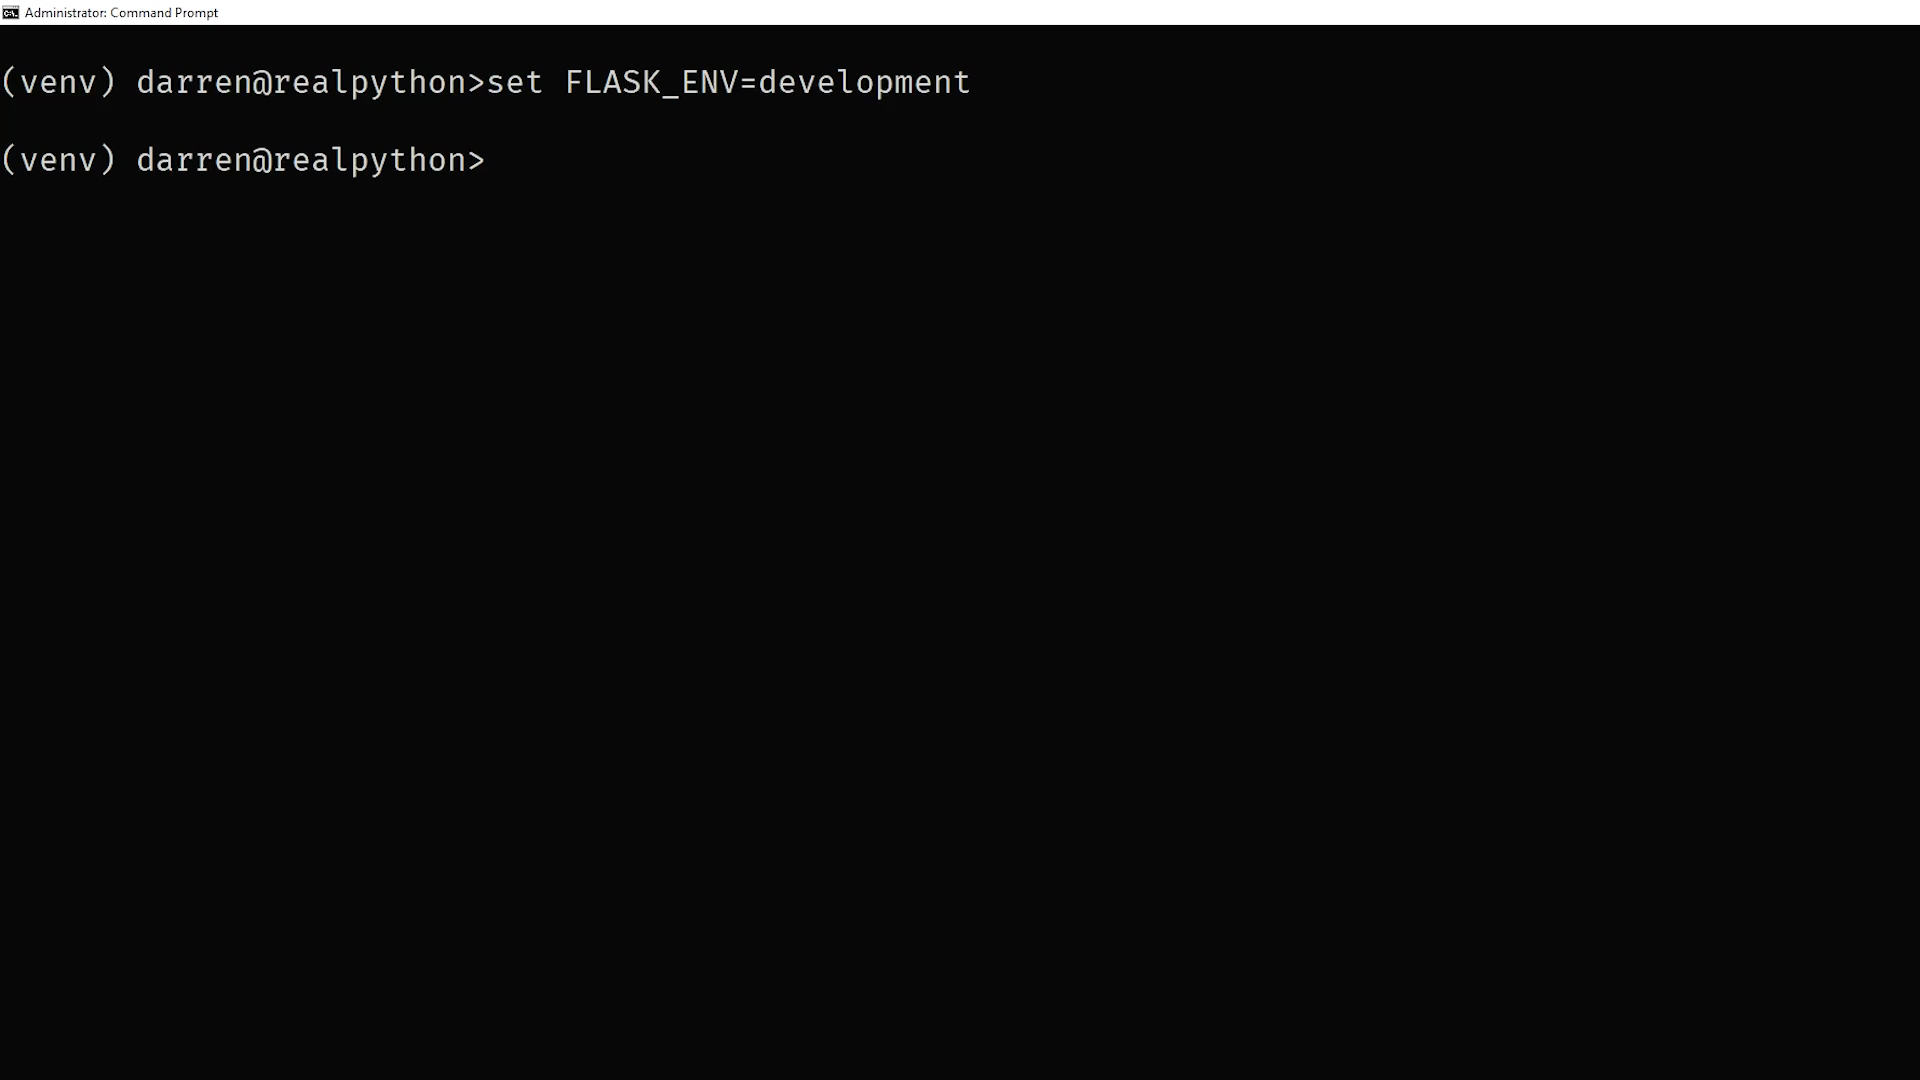 Administrator: Command Prompt
(venv) darren@realpython>set FLASK_ENV=development
(venv) darren@realpython>